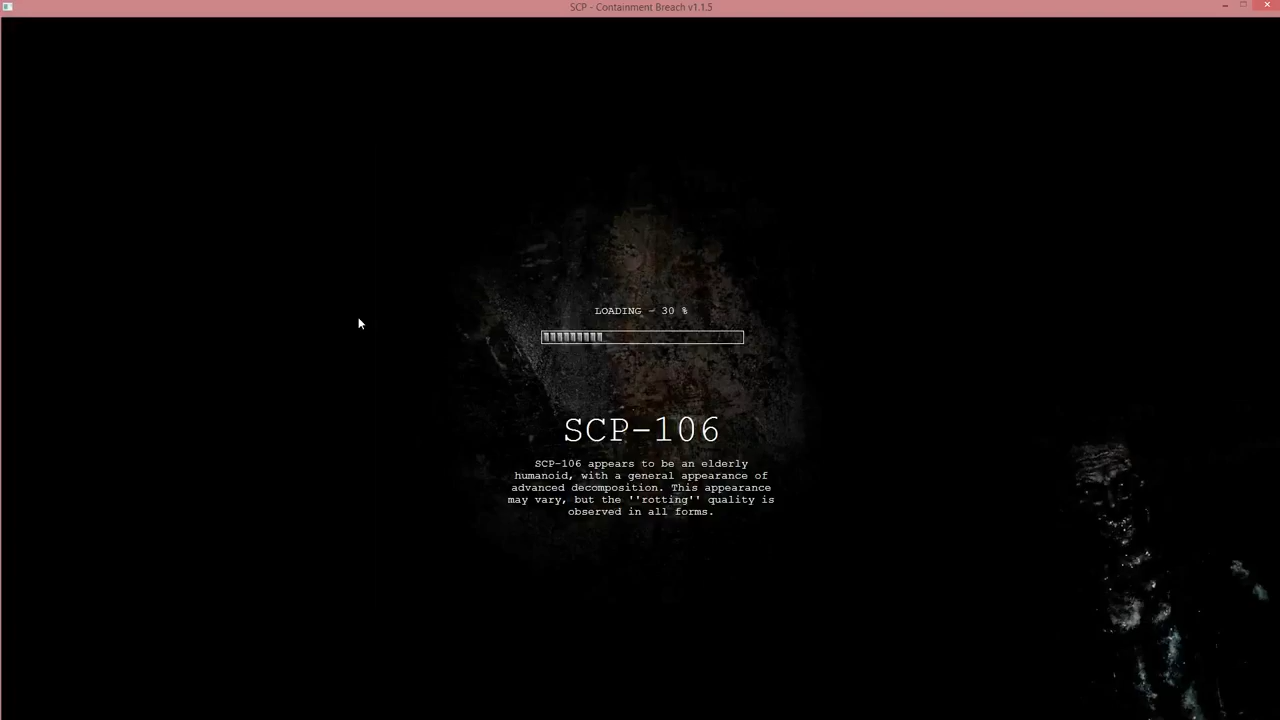 SCP - Containment Breach v1.1.5
LOADING - 30 %
SCP-106
SCP-106 appears to be an elderly
humanoid, with a general appearance of
advanced decomposition. This appearance
may vary, but the ''rotting'' quality is
observed in all forms.